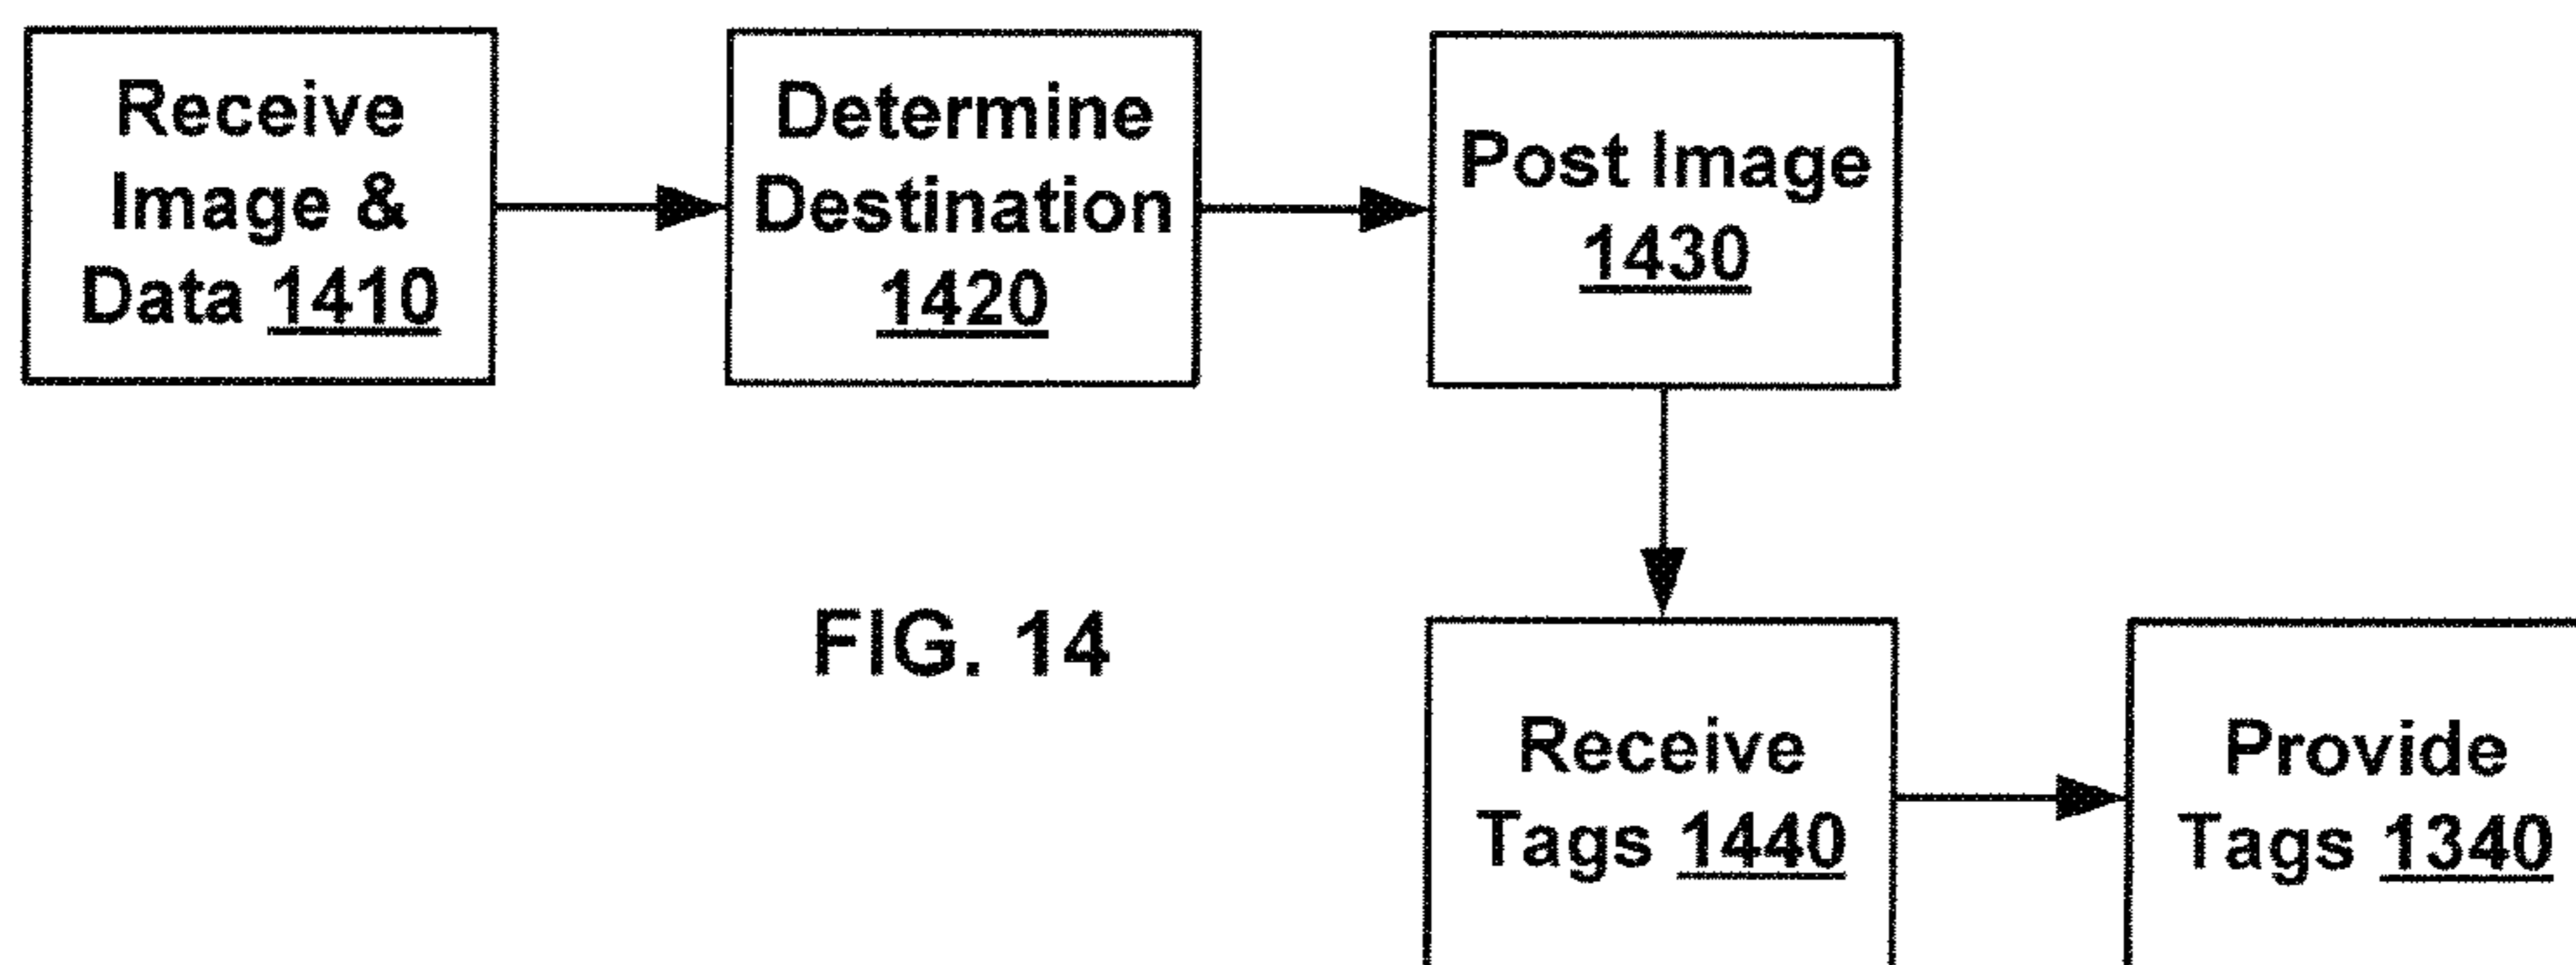 Receive
Image &
Data 1410
Determine
Destination
1420
Post Image
1430
FIG. 14
Receive
Tags 1440
Provide
Tags 1340